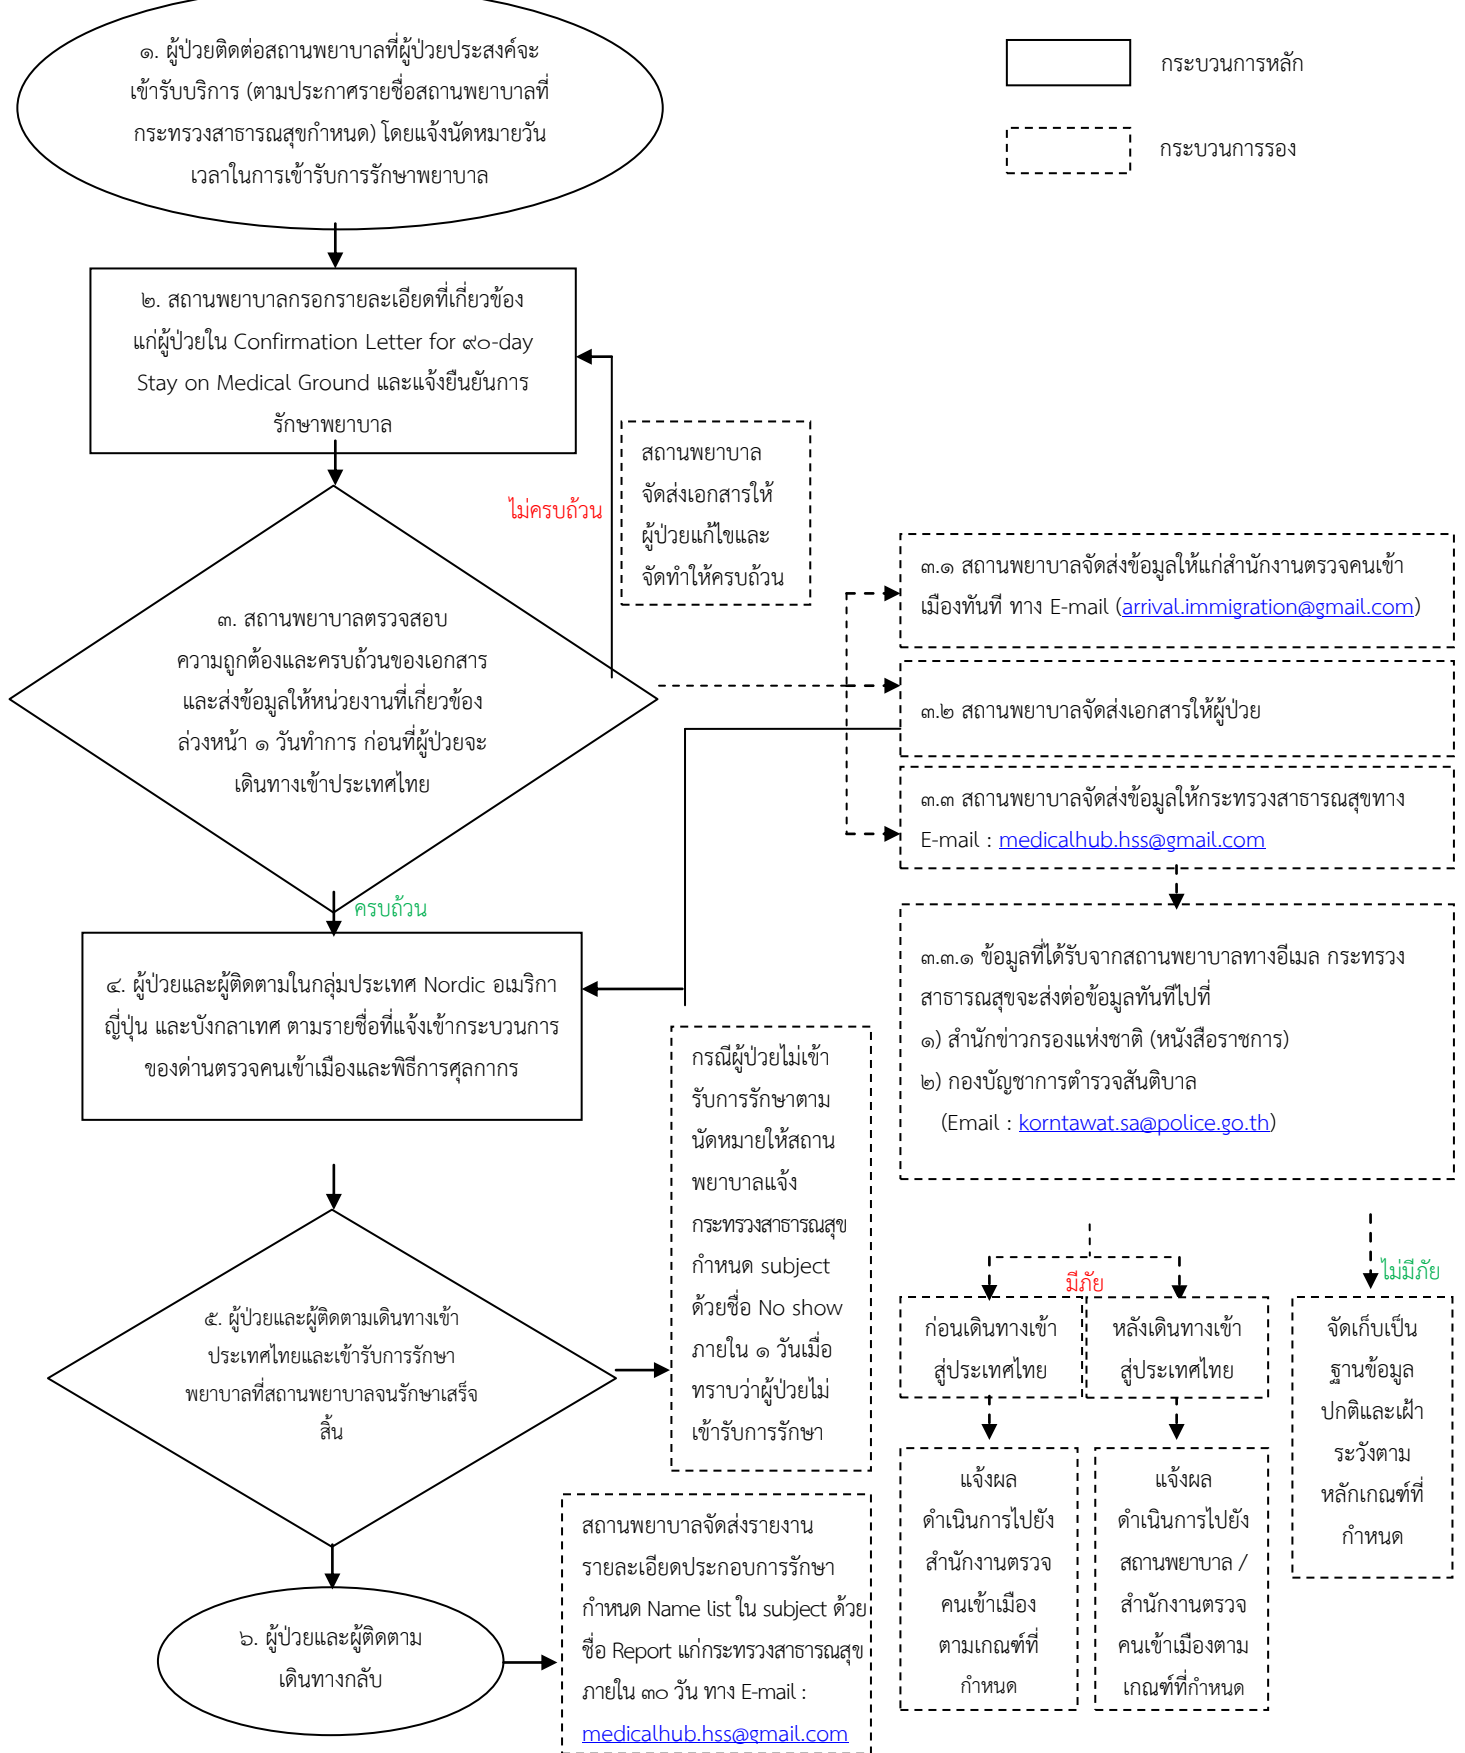 ๑. ผู้ป่วยติดต่อสถานพยาบาลที่ผู้ป่วยประสงค์จะ
เข้ารับบริการ (ตามประกาศรายชื่อสถานพยาบาลที่
กระทรวงสาธารณสุขกำหนด) โดยแจ้งนัดหมายวัน
เวลาในการเข้ารับการรักษาพยาบาล
กระบวนการหลัก
กระบวนการรอง
๒. สถานพยาบาลกรอกรายละเอียดที่เกี่ยวข้อง
แก่ผู้ป่วยใน Confirmation Letter for ๙๐-day
Stay on Medical Ground และแจ้งยืนยันการ
รักษาพยาบาล
ไม่ครบถ้วน
สถานพยาบาล
จัดส่งเอกสารให้
ผู้ป่วยแก้ไขและ
จัดทำให้ครบถ้วน
๓. สถานพยาบาลตรวจสอบ
ความถูกต้องและครบถ้วนของเอกสาร
และส่งข้อมูลให้หน่วยงานที่เกี่ยวข้อง
ล่วงหน้า ๑ วันทำการ ก่อนที่ผู้ป่วยจะ
เดินทางเข้าประเทศไทย
๓.๑ สถานพยาบาลจัดส่งข้อมูลให้แก่สำนักงานตรวจคนเข้า
เมืองทันที ทาง E-mail (arrival.immigration@gmail.com)
๓.๒ สถานพยาบาลจัดส่งเอกสารให้ผู้ป่วย
๓.๓ สถานพยาบาลจัดส่งข้อมูลให้กระทรวงสาธารณสุขทาง
E-mail : medicalhub.hss@gmail.com
ครบถ้วน
๔. ผู้ป่วยและผู้ติดตามในกลุ่มประเทศ Nordic อเมริกา
ญี่ปุ่น และบังกลาเทศ ตามรายชื่อที่แจ้งเข้ากระบวนการ
ของด่านตรวจคนเข้าเมืองและพิธีการศุลกากร
๓.๓.๑ ข้อมูลที่ได้รับจากสถานพยาบาลทางอีเมล กระทรวง
สาธารณสุขจะส่งต่อข้อมูลทันทีไปที่
๑) สำนักข่าวกรองแห่งชาติ (หนังสือราชการ)
๒) กองบัญชาการตำรวจสันติบาล
(Email : korntawat.sa@police.go.th)
กรณีผู้ป่วยไม่เข้า
รับการรักษาตาม
นัดหมายให้สถาน
พยาบาลแจ้ง
กระทรวงสาธารณสุข
กำหนด subject
ด้วยชื่อ No show
ภายใน ๑ วันเมื่อ
ทราบว่าผู้ป่วยไม่
เข้ารับการรักษา
๕. ผู้ป่วยและผู้ติดตามเดินทางเข้า
ประเทศไทยและเข้ารับการรักษา
พยาบาลที่สถานพยาบาลจนรักษาเสร็จ
สิ้น
มีภัย
ไม่มีภัย
ก่อนเดินทางเข้า
สู่ประเทศไทย
หลังเดินทางเข้า
สู่ประเทศไทย
จัดเก็บเป็น
ฐานข้อมูล
ปกติและเฝ้า
ระวังตาม
หลักเกณฑ์ที่
กำหนด
แจ้งผล
ดำเนินการไปยัง
สำนักงานตรวจ
คนเข้าเมือง
ตามเกณฑ์ที่
กำหนด
แจ้งผล
ดำเนินการไปยัง
สถานพยาบาล /
สำนักงานตรวจ
คนเข้าเมืองตาม
เกณฑ์ที่กำหนด
๖. ผู้ป่วยและผู้ติดตาม
เดินทางกลับ
สถานพยาบาลจัดส่งรายงาน
รายละเอียดประกอบการรักษา
กำหนด Name list ใน subject ด้วย
ชื่อ Report แก่กระทรวงสาธารณสุข
ภายใน ๓๐ วัน ทาง E-mail :
medicalhub.hss@gmail.com